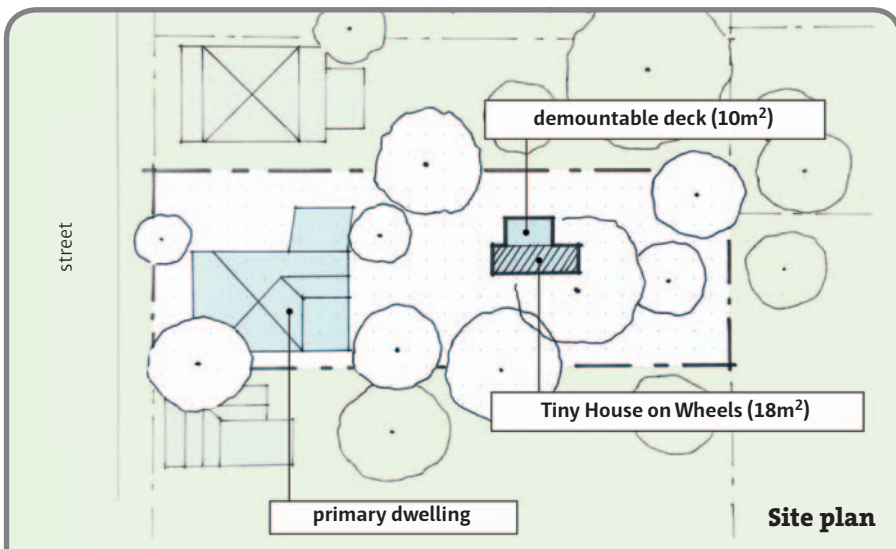 demountable deck (10m²)
street
Tiny House on Wheels (18m²)
primary dwelling
Site plan